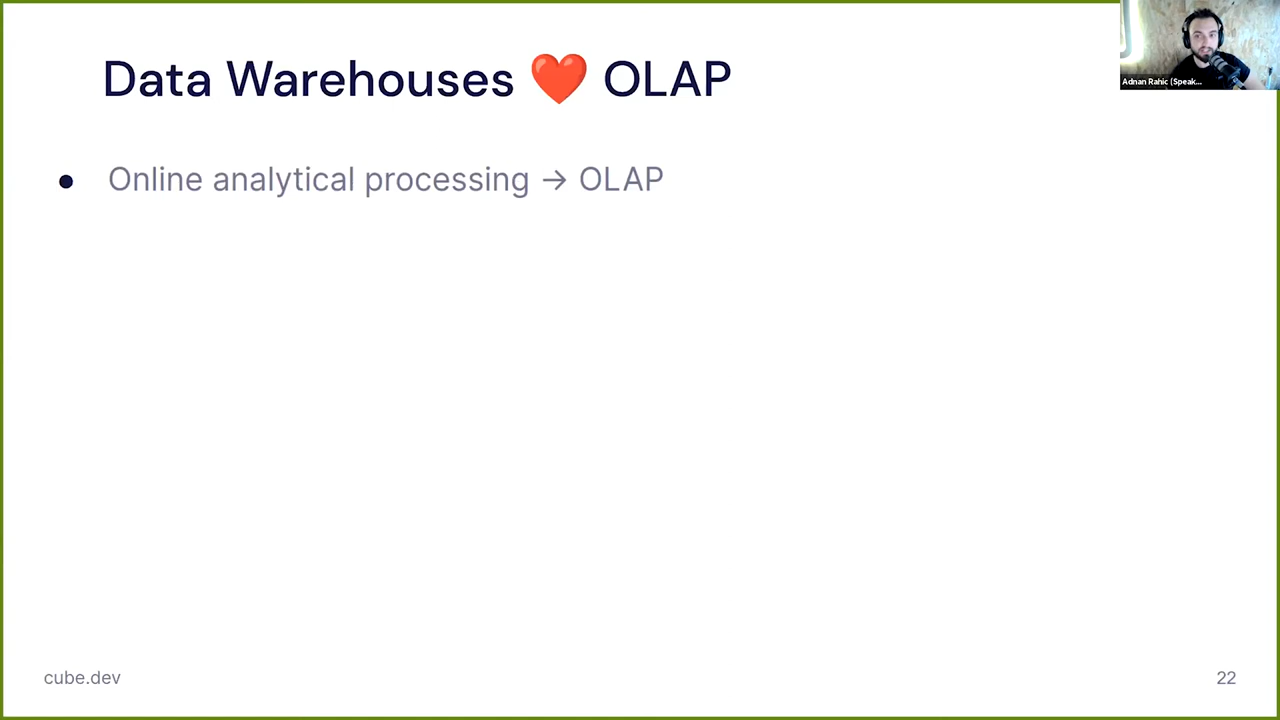 Data Warehouses ❤️ OLAP
Adnan Rahic (Speak...
● Online analytical processing → OLAP
cube.dev
22